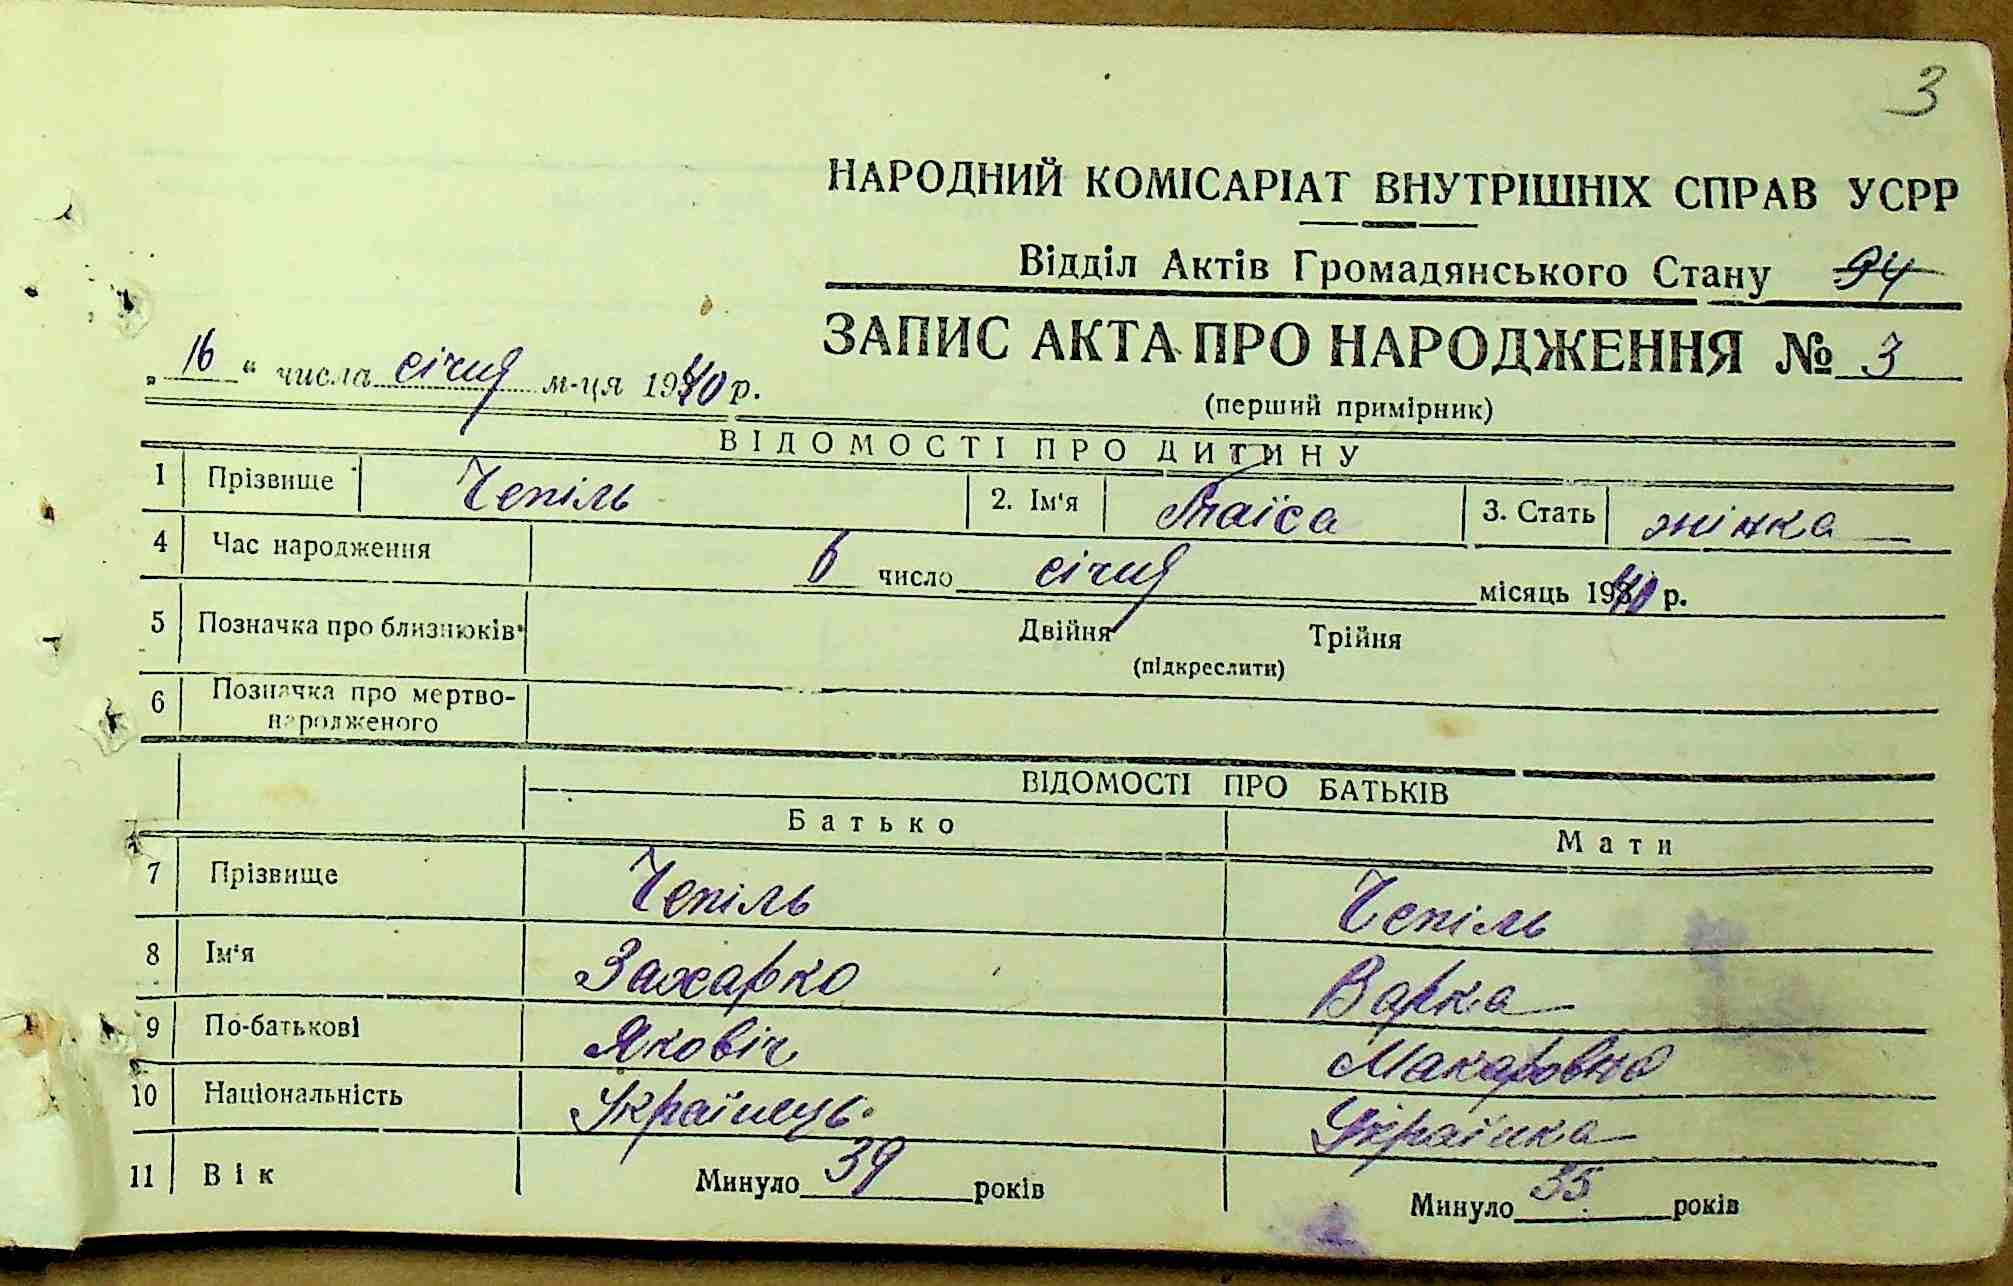 3
НАРОДНИЙ КОМІСАРІАТ ВНУТРІШНІХ СПРАВ УСРР
Відділ Актів Громадянського Стану 94
ЗАПИС АКТА ПРО НАРОДЖЕННЯ № 3
„16“ числа січня м-ця 1940 р.
(перший примірник)
ВІДОМОСТІ ПРО ДИТИНУ
1 Прізвище Чепіль 2. Ім'я Таїса 3. Стать жінка
4 Час народження 6 число січня місяць 1940 р.
5 Позначка про близнюків Двійня Трійня
(підкреслити)
6 Позначка про мертво-
народженого
ВІДОМОСТІ ПРО БАТЬКІВ
Батько Мати
7 Прізвище Чепіль Чепіль
8 Ім'я Захарко Варка
9 По-батькові Яковіч Макаровна
10 Національність Українець Українка
11 Вік Минуло 39 років Минуло 35 років